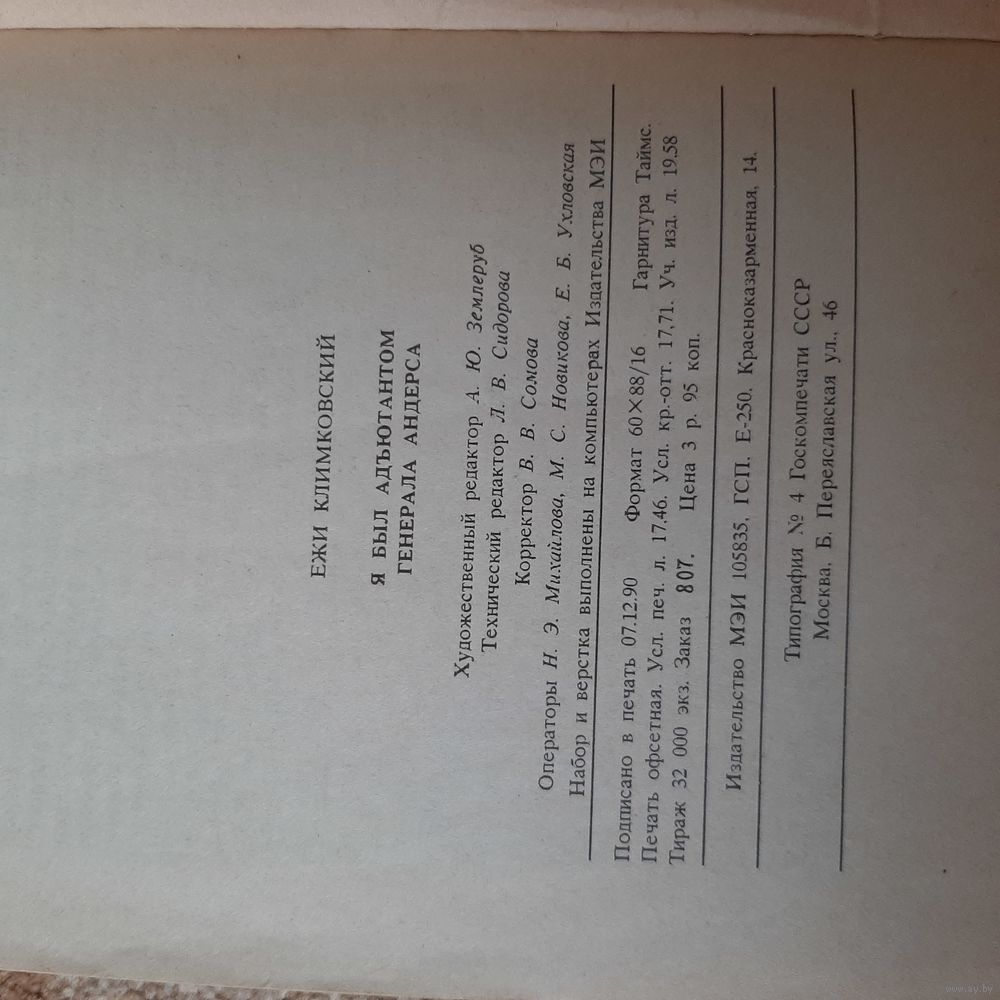 ЕЖИ КЛИМКОВСКИЙ
Я БЫЛ АДЪЮТАНТОМ
ГЕНЕРАЛА АНДЕРСА
Художественный редактор А. Ю. Землеруб
Технический редактор Л. В. Сидорова
Корректор В. В. Сомова
Операторы Н. Э. Михайлова, М. С. Новикова, Е. Б. Ухловская
Набор и верстка выполнены на компьютерах Издательства МЭИ
Подписано в печать 07.12.90 Формат 60×88/16 Гарнитура Таймс.
Печать офсетная. Усл. печ. л. 17.46. Усл. кр.-отт. 17,71. Уч. изд. л. 19,58
Тираж 32 000 экз. Заказ 807. Цена 3 р. 95 коп.
Издательство МЭИ 105835, ГСП. Е-250. Красноказарменная, 14.
Типография № 4 Госкомпечати СССР
Москва, Б. Переяславская ул., 46
www.ay.by